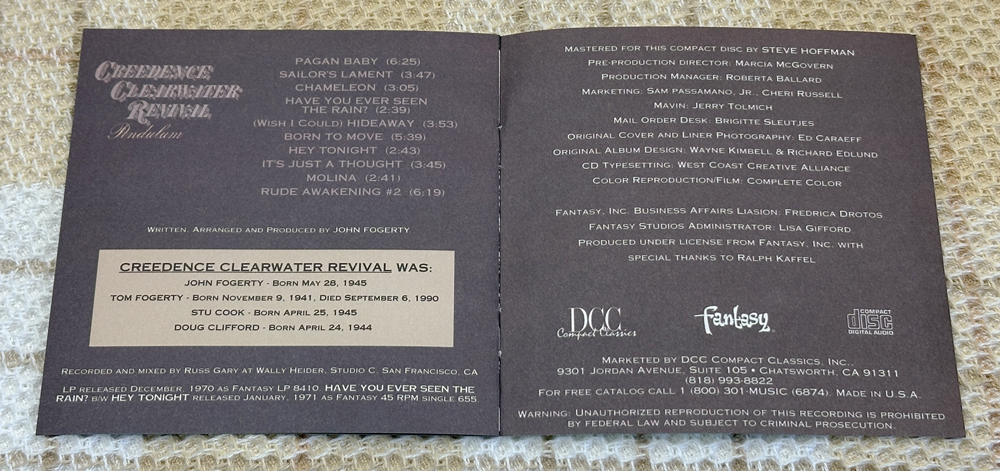 CREEDENCE
CLEARWATER
REVIVAL
Pendulum
PAGAN BABY (6:25)
SAILOR'S LAMENT (3:47)
CHAMELEON (3:05)
HAVE YOU EVER SEEN
THE RAIN? (2:39)
(WISH I COULD) HIDEAWAY (3:53)
BORN TO MOVE (5:39)
HEY TONIGHT (2:43)
IT'S JUST A THOUGHT (3:45)
MOLINA (2:41)
RUDE AWAKENING #2 (6:19)
WRITTEN, ARRANGED AND PRODUCED BY JOHN FOGERTY
CREEDENCE CLEARWATER REVIVAL WAS:
JOHN FOGERTY - BORN MAY 28, 1945
TOM FOGERTY - BORN NOVEMBER 9, 1941, DIED SEPTEMBER 6, 1990
STU COOK - BORN APRIL 25, 1945
DOUG CLIFFORD - BORN APRIL 24, 1944
RECORDED AND MIXED BY RUSS GARY AT WALLY HEIDER, STUDIO C, SAN FRANCISCO, CA
LP RELEASED DECEMBER, 1970 AS FANTASY LP 8410. HAVE YOU EVER SEEN THE
RAIN? B/W HEY TONIGHT RELEASED JANUARY, 1971 AS FANTASY 45 RPM SINGLE 655.
MASTERED FOR THIS COMPACT DISC BY STEVE HOFFMAN
PRE-PRODUCTION DIRECTOR: MARCIA MCGOVERN
PRODUCTION MANAGER: ROBERTA BALLARD
MARKETING: SAM PASSAMANO, JR., CHERI RUSSELL
MAVIN: JERRY TOLMICH
MAIL ORDER DESK: BRIGITTE SLEUTJES
ORIGINAL COVER AND LINER PHOTOGRAPHY: ED CARAEFF
ORIGINAL ALBUM DESIGN: WAYNE KIMBELL & RICHARD EDLUND
CD TYPESETTING: WEST COAST CREATIVE ALLIANCE
COLOR REPRODUCTION/FILM: COMPLETE COLOR
FANTASY, INC. BUSINESS AFFAIRS LIASION: FREDRICA DROTOS
FANTASY STUDIOS ADMINISTRATOR: LISA GIFFORD
PRODUCED UNDER LICENSE FROM FANTASY, INC. WITH
SPECIAL THANKS TO RALPH KAFFEL
DCC
Compact Classics
Fantasy
COMPACT
disc
DIGITAL AUDIO
MARKETED BY DCC COMPACT CLASSICS, INC.,
9301 JORDAN AVENUE, SUITE 105 • CHATSWORTH, CA 91311
(818) 993-8822
FOR FREE CATALOG CALL 1 (800) 301-MUSIC (6874). MADE IN U.S.A.
WARNING: UNAUTHORIZED REPRODUCTION OF THIS RECORDING IS PROHIBITED
BY FEDERAL LAW AND SUBJECT TO CRIMINAL PROSECUTION.